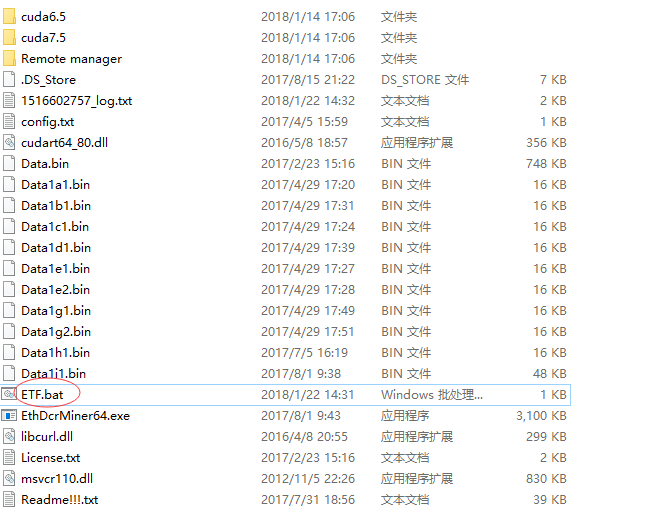 cuda6.5 2018/1/14 17:06 文件夹
cuda7.5 2018/1/14 17:06 文件夹
Remote manager 2018/1/14 17:06 文件夹
.DS_Store 2017/8/15 21:22 DS_STORE 文件 7 KB
1516602757_log.txt 2018/1/22 14:32 文本文档 2 KB
config.txt 2017/4/5 15:59 文本文档 1 KB
cudart64_80.dll 2016/5/8 18:57 应用程序扩展 356 KB
Data.bin 2017/2/23 15:16 BIN 文件 748 KB
Data1a1.bin 2017/4/29 17:20 BIN 文件 16 KB
Data1b1.bin 2017/4/29 17:31 BIN 文件 16 KB
Data1c1.bin 2017/4/29 17:24 BIN 文件 16 KB
Data1d1.bin 2017/4/29 17:39 BIN 文件 16 KB
Data1e1.bin 2017/4/29 17:27 BIN 文件 16 KB
Data1e2.bin 2017/4/29 17:28 BIN 文件 16 KB
Data1g1.bin 2017/4/29 17:49 BIN 文件 16 KB
Data1g2.bin 2017/4/29 17:51 BIN 文件 16 KB
Data1h1.bin 2017/7/5 16:19 BIN 文件 16 KB
Data1i1.bin 2017/8/1 9:38 BIN 文件 48 KB
ETF.bat 2018/1/22 14:31 Windows 批处理... 1 KB
EthDcrMiner64.exe 2017/8/1 9:43 应用程序 3,100 KB
libcurl.dll 2016/4/8 20:55 应用程序扩展 299 KB
License.txt 2017/2/23 15:16 文本文档 2 KB
msvcr110.dll 2012/11/5 22:26 应用程序扩展 830 KB
Readme!!!.txt 2017/7/31 18:56 文本文档 39 KB